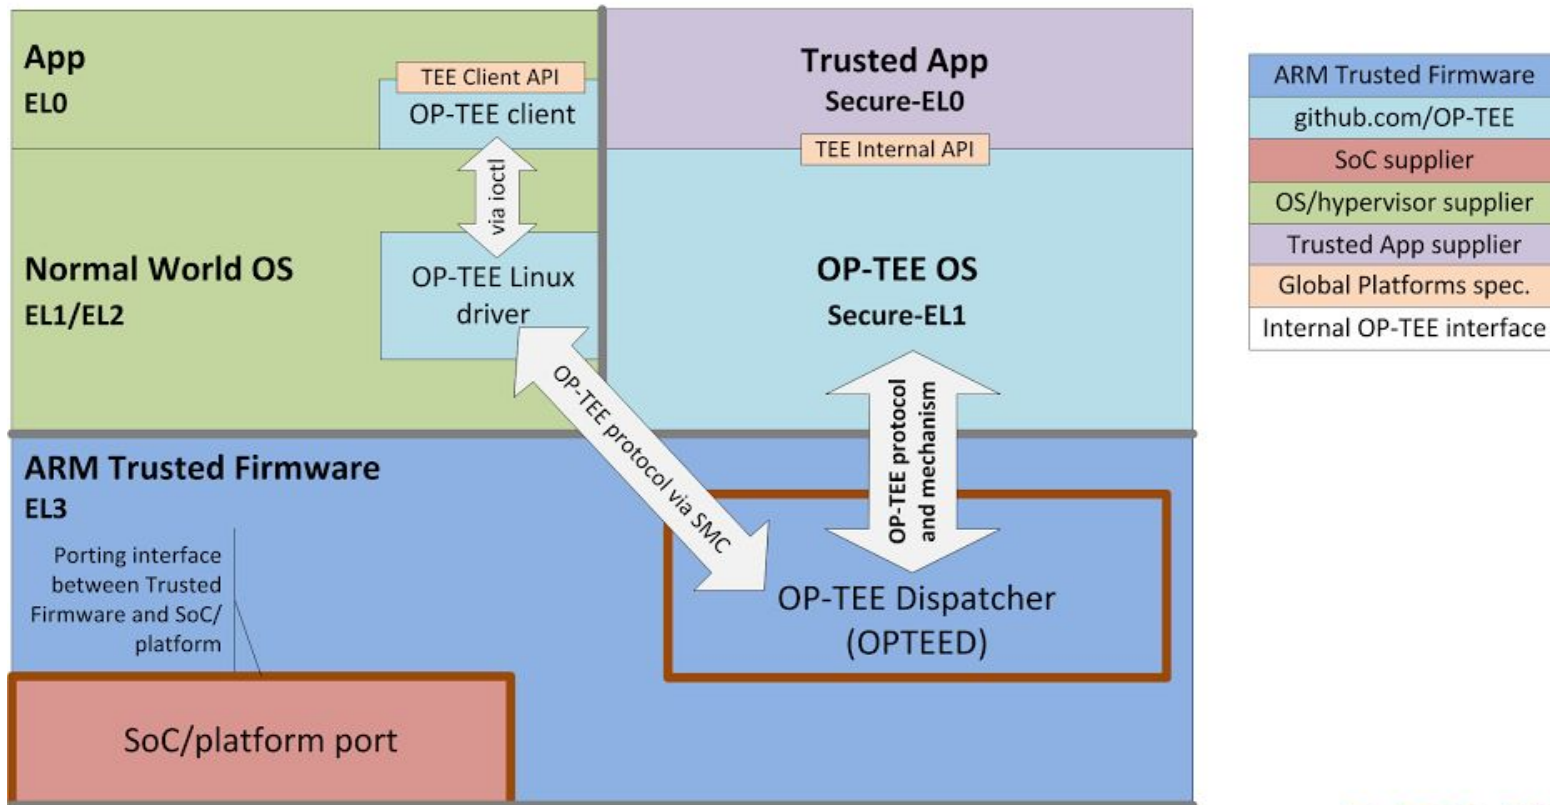 App
EL0
TEE Client API
OP-TEE client
via ioctl
Normal World OS
EL1/EL2
OP-TEE Linux
driver
Trusted App
Secure-EL0
TEE Internal API
OP-TEE OS
Secure-EL1
OP-TEE protocol via SMC
OP-TEE protocol
and mechanism
ARM Trusted Firmware
EL3
Porting interface
between Trusted
Firmware and SoC/
platform
OP-TEE Dispatcher
(OPTEED)
SoC/platform port
ARM Trusted Firmware
github.com/OP-TEE
SoC supplier
OS/hypervisor supplier
Trusted App supplier
Global Platforms spec.
Internal OP-TEE interface